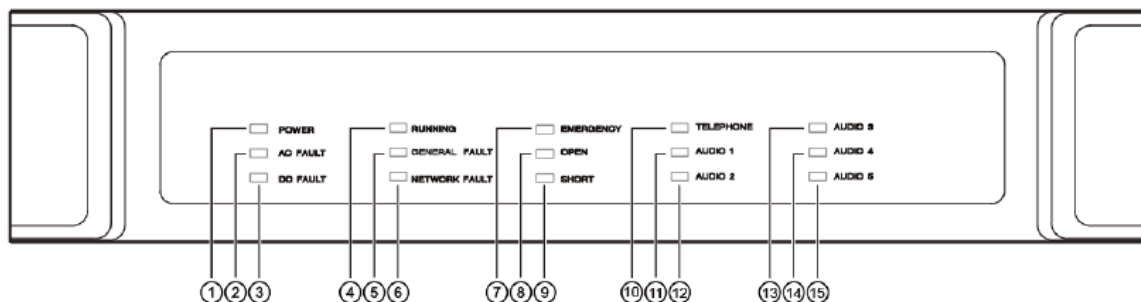 POWER RUNNING EMERGENCY TELEPHONE AUDIO 3
AC FAULT GENERAL FAULT OPEN AUDIO 1 AUDIO 4
DC FAULT NETWORK FAULT SHORT AUDIO 2 AUDIO 5
① ② ③ ④ ⑤ ⑥ ⑦ ⑧ ⑨ ⑩ ⑪ ⑫ ⑬ ⑭ ⑮